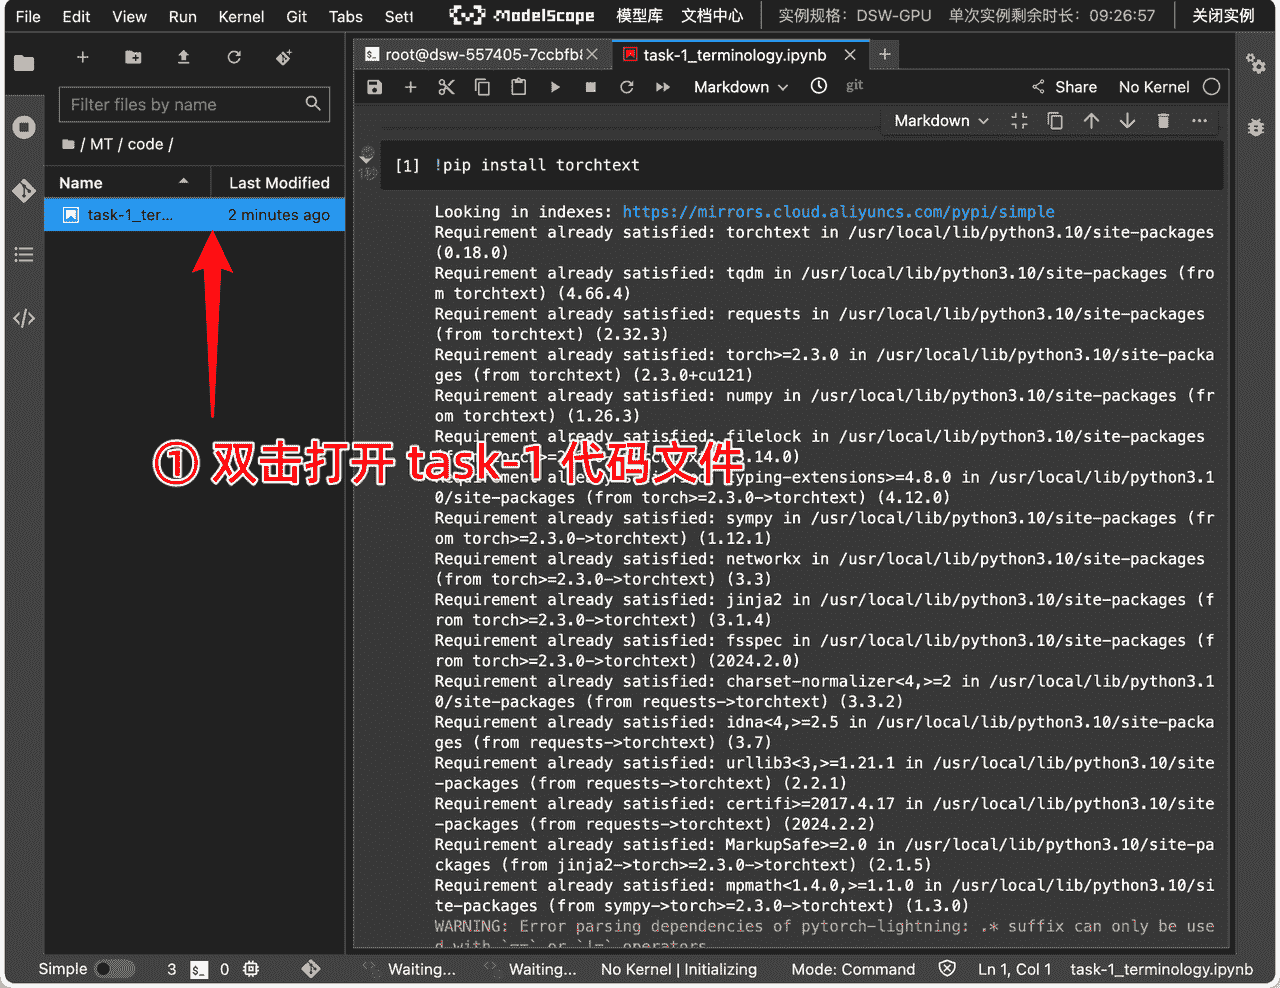 File Edit View Run Kernel Git Tabs Sett ModelScope 模型库 文档中心 实例规格：DSW-GPU 单次实例剩余时长：09:26:57 关闭实例
root@dsw-557405-7ccbfb task-1_terminology.ipynb
Filter files by name
Markdown git Share No Kernel
/ MT / code /
Markdown
Name Last Modified
task-1_ter... 2 minutes ago
[1] !pip install torchtext
Looking in indexes: https://mirrors.cloud.aliyuncs.com/pypi/simple
Requirement already satisfied: torchtext in /usr/local/lib/python3.10/site-packages
(0.18.0)
Requirement already satisfied: tqdm in /usr/local/lib/python3.10/site-packages (fro
m torchtext) (4.66.4)
Requirement already satisfied: requests in /usr/local/lib/python3.10/site-packages
(from torchtext) (2.32.3)
Requirement already satisfied: torch>=2.3.0 in /usr/local/lib/python3.10/site-packa
ges (from torchtext) (2.3.0+cu121)
Requirement already satisfied: numpy in /usr/local/lib/python3.10/site-packages (fr
om torchtext) (1.26.3)
Requirement already satisfied: filelock in /usr/local/lib/python3.10/site-packages
.14.0)
① 双击打开 task-1 代码文件
typing-extensions>=4.8.0 in /usr/local/lib/python3.1
0/site-packages (from torch>=2.3.0->torchtext) (4.12.0)
Requirement already satisfied: sympy in /usr/local/lib/python3.10/site-packages (fr
om torch>=2.3.0->torchtext) (1.12.1)
Requirement already satisfied: networkx in /usr/local/lib/python3.10/site-packages
(from torch>=2.3.0->torchtext) (3.3)
Requirement already satisfied: jinja2 in /usr/local/lib/python3.10/site-packages (f
rom torch>=2.3.0->torchtext) (3.1.4)
Requirement already satisfied: fsspec in /usr/local/lib/python3.10/site-packages (f
rom torch>=2.3.0->torchtext) (2024.2.0)
Requirement already satisfied: charset-normalizer<4,>=2 in /usr/local/lib/python3.1
0/site-packages (from requests->torchtext) (3.3.2)
Requirement already satisfied: idna<4,>=2.5 in /usr/local/lib/python3.10/site-packa
ges (from requests->torchtext) (3.7)
Requirement already satisfied: urllib3<3,>=1.21.1 in /usr/local/lib/python3.10/site
-packages (from requests->torchtext) (2.2.1)
Requirement already satisfied: certifi>=2017.4.17 in /usr/local/lib/python3.10/site
-packages (from requests->torchtext) (2024.2.2)
Requirement already satisfied: MarkupSafe>=2.0 in /usr/local/lib/python3.10/site-pa
ckages (from jinja2->torch>=2.3.0->torchtext) (2.1.5)
Requirement already satisfied: mpmath<1.4.0,>=1.1.0 in /usr/local/lib/python3.10/si
te-packages (from sympy->torch>=2.3.0->torchtext) (1.3.0)
WARNING: Error parsing dependencies of pytorch-lightning: .* suffix can only be use
d with `==` or `!=` operators
Simple 3 0 Waiting... Waiting... No Kernel | Initializing Mode: Command Ln 1, Col 1 task-1_terminology.ipynb